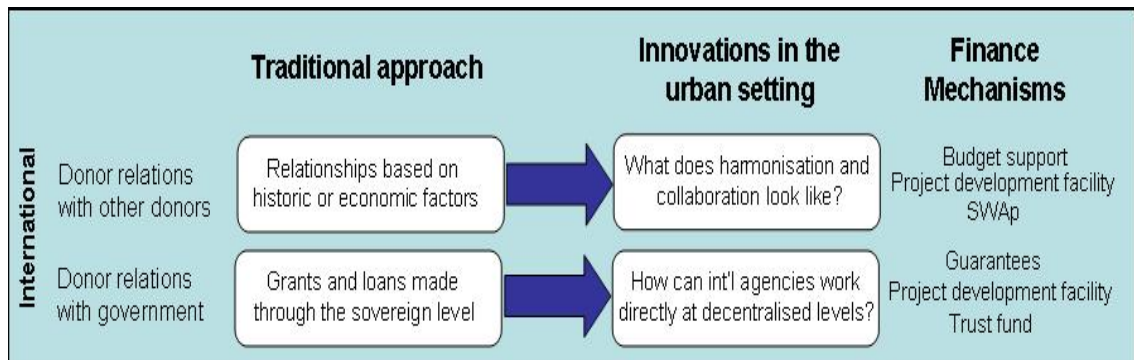 Traditional approach
Innovations in the
urban setting
Finance
Mechanisms
International
Donor relations
with other donors
Relationships based on
historic or economic factors
What does harmonisation and
collaboration look like?
Budget support
Project development facility
SWAp
Donor relations
with government
Grants and loans made
through the sovereign level
How can int'l agencies work
directly at decentralised levels?
Guarantees
Project development facility
Trust fund